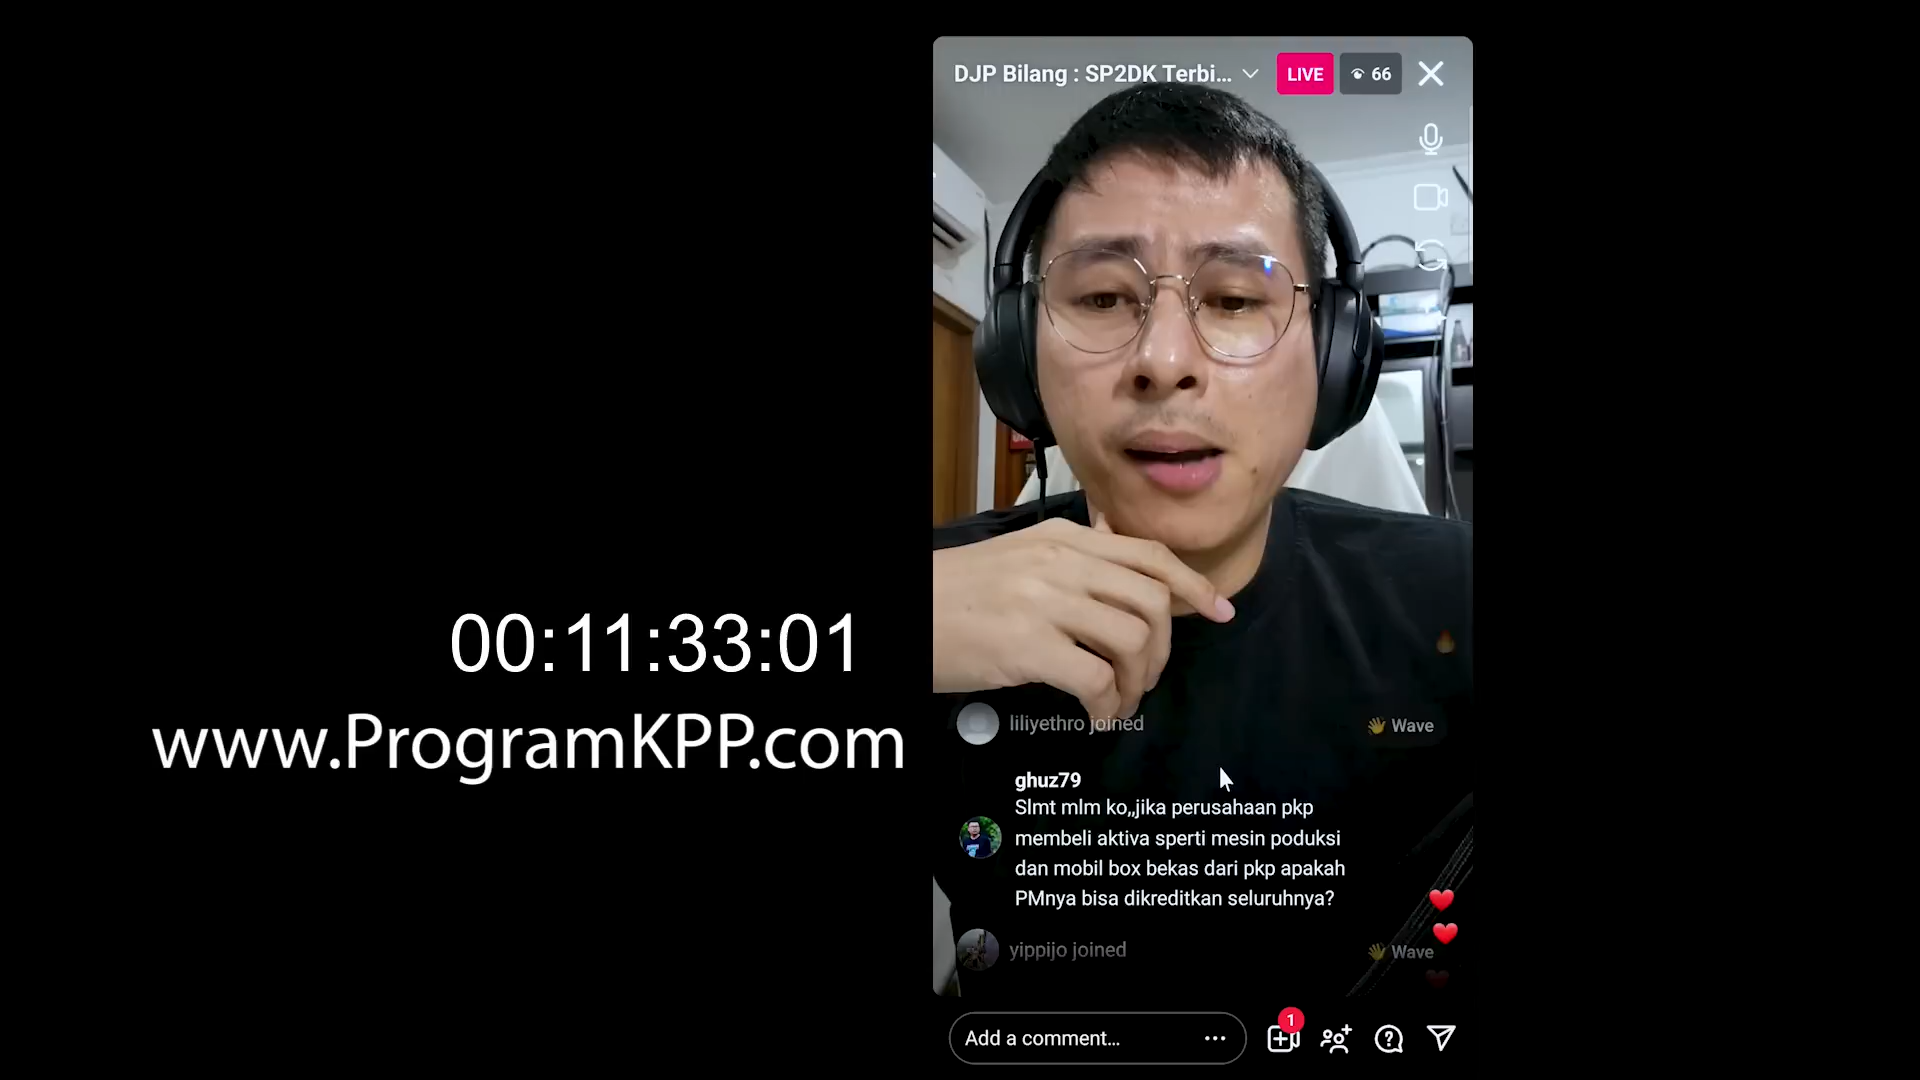 DJP Bilang : SP2DK Terbi...
LIVE
66
00:11:33:01
www.ProgramKPP.com
liliyethro joined
👋 Wave
ghuz79
Slmt mlm ko,,jika perusahaan pkp
membeli aktiva sperti mesin poduksi
dan mobil box bekas dari pkp apakah
PMnya bisa dikreditkan seluruhnya?
yippijo joined
👋 Wave
1
Add a comment...